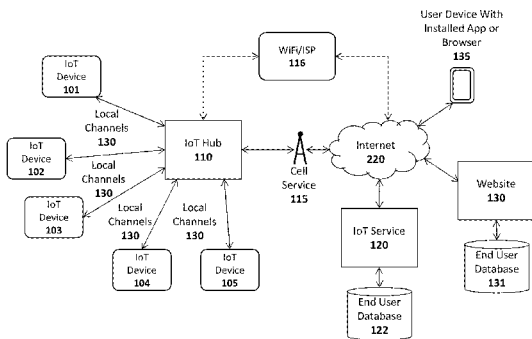 User Device With
Installed App or
Browser
135
WiFi/ISP
116
IoT
Device
101
Local
Channels
130
IoT Hub
110
Internet
220
Cell
Service
115
IoT
Device
102
Local
Channels
130
Website
130
IoT
Device
103
Local
Channels
130
Local
Channels
130
IoT Service
120
End User
Database
131
IoT
Device
104
IoT
Device
105
End User
Database
122